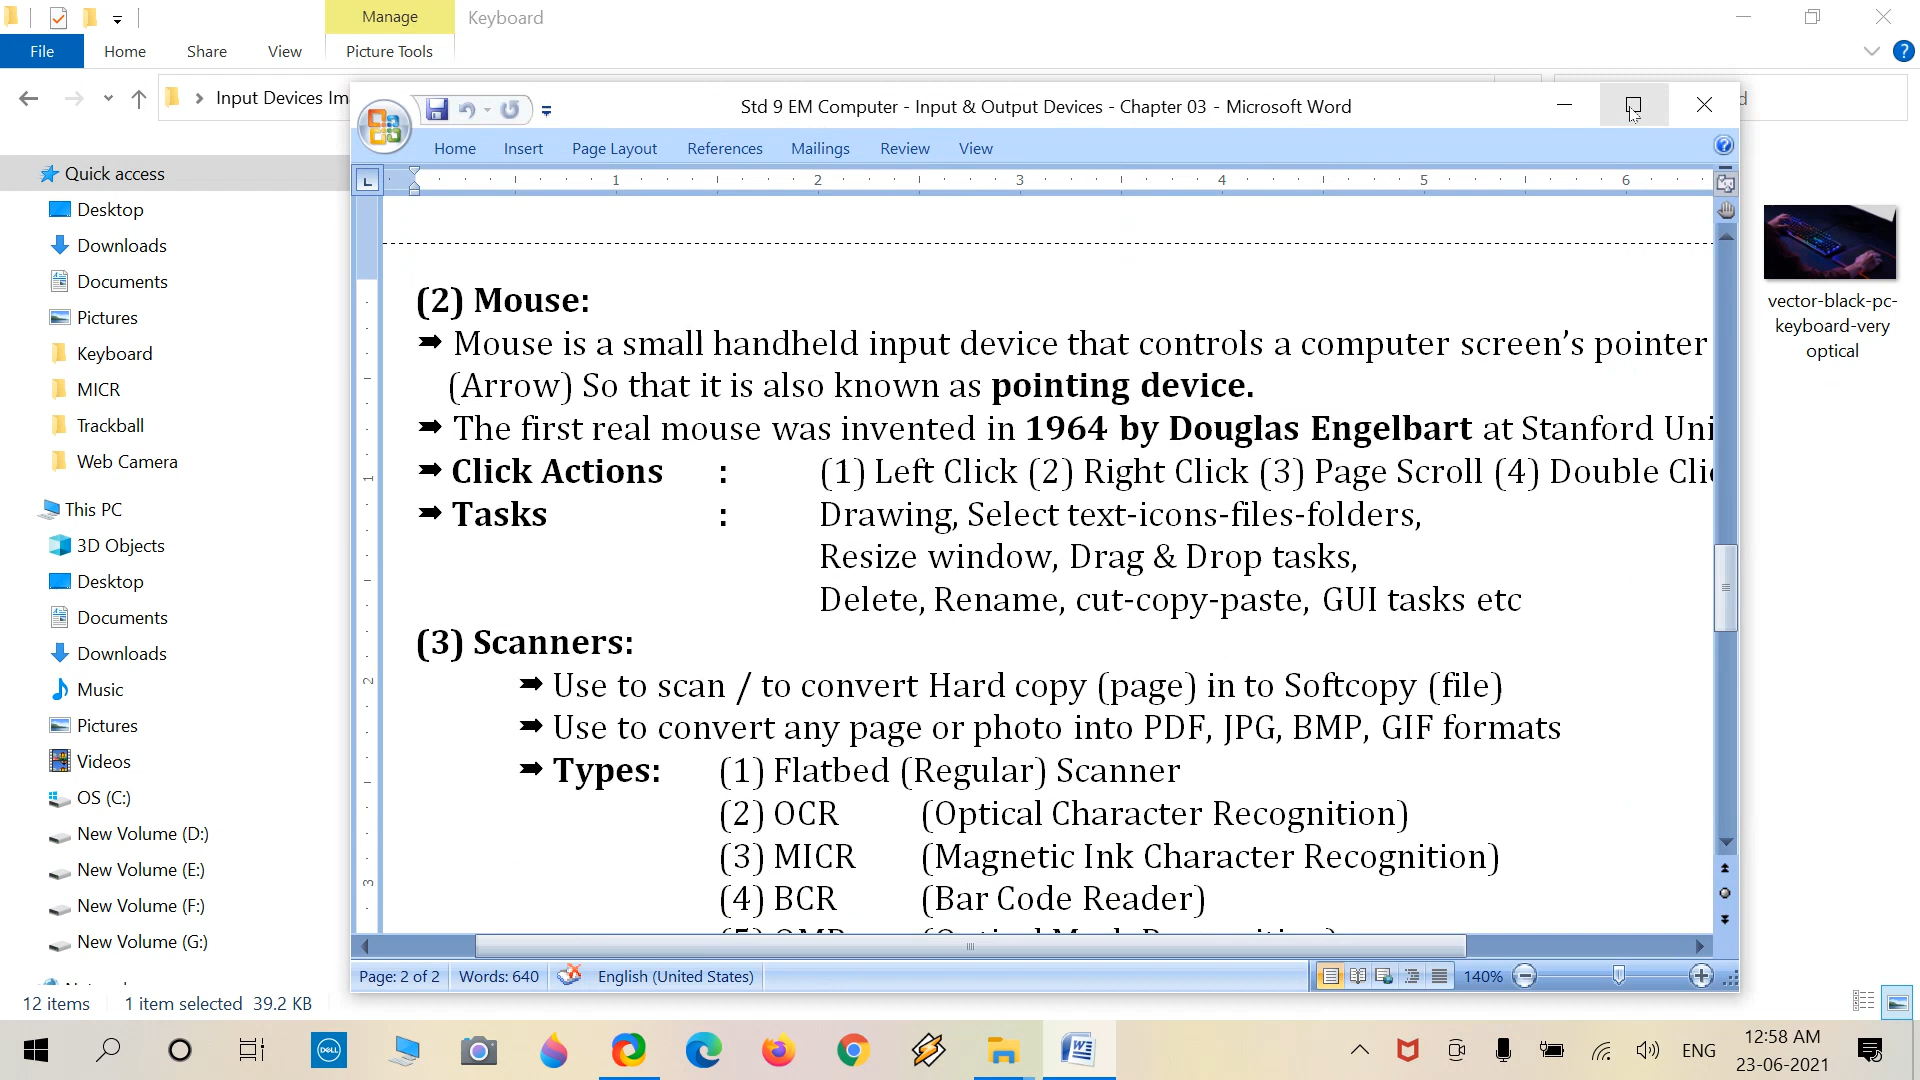 Manage
Keyboard
File
Home
Share
View
Picture Tools
Input Devices Im
Std 9 EM Computer - Input & Output Devices - Chapter 03 - Microsoft Word
Home Insert Page Layout References Mailings Review View
1 2 3 4 5 6
Quick access
Desktop
Downloads
Documents
Pictures
Keyboard
MICR
Trackball
Web Camera
This PC
3D Objects
Desktop
Documents
Downloads
Music
Pictures
Videos
OS (C:)
New Volume (D:)
New Volume (E:)
New Volume (F:)
New Volume (G:)
(2) Mouse:
➡ Mouse is a small handheld input device that controls a computer screen’s pointer
(Arrow) So that it is also known as pointing device.
➡ The first real mouse was invented in 1964 by Douglas Engelbart at Stanford Uni
➡ Click Actions : (1) Left Click (2) Right Click (3) Page Scroll (4) Double Clic
➡ Tasks : Drawing, Select text-icons-files-folders,
Resize window, Drag & Drop tasks,
Delete, Rename, cut-copy-paste, GUI tasks etc
(3) Scanners:
➡ Use to scan / to convert Hard copy (page) in to Softcopy (file)
➡ Use to convert any page or photo into PDF, JPG, BMP, GIF formats
➡ Types: (1) Flatbed (Regular) Scanner
(2) OCR (Optical Character Recognition)
(3) MICR (Magnetic Ink Character Recognition)
(4) BCR (Bar Code Reader)
1
2
3
vector-black-pc-
keyboard-very
optical
Page: 2 of 2 Words: 640 English (United States) 140%
12 items 1 item selected 39.2 KB
DELL
ENG
12:58 AM
23-06-2021